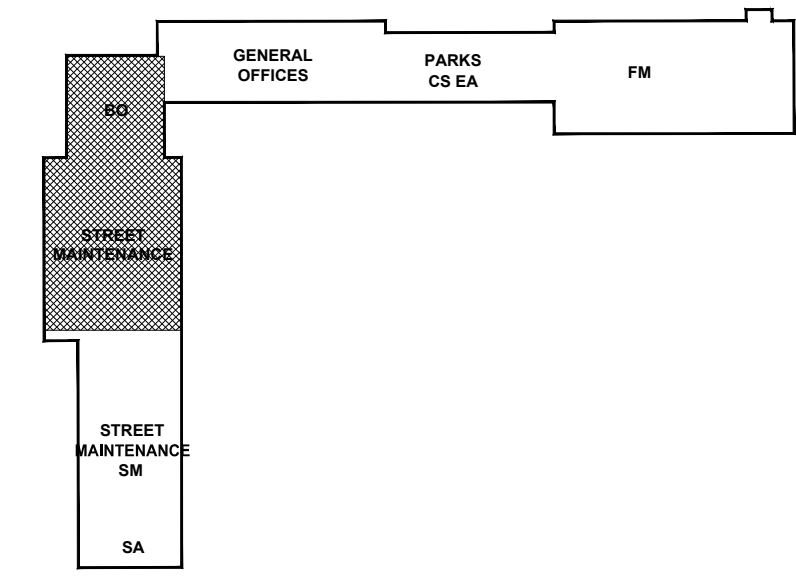 GENERAL
OFFICES
PARKS
CS EA
FM
BO
STREET
MAINTENANCE
STREET
MAINTENANCE
SM
SA